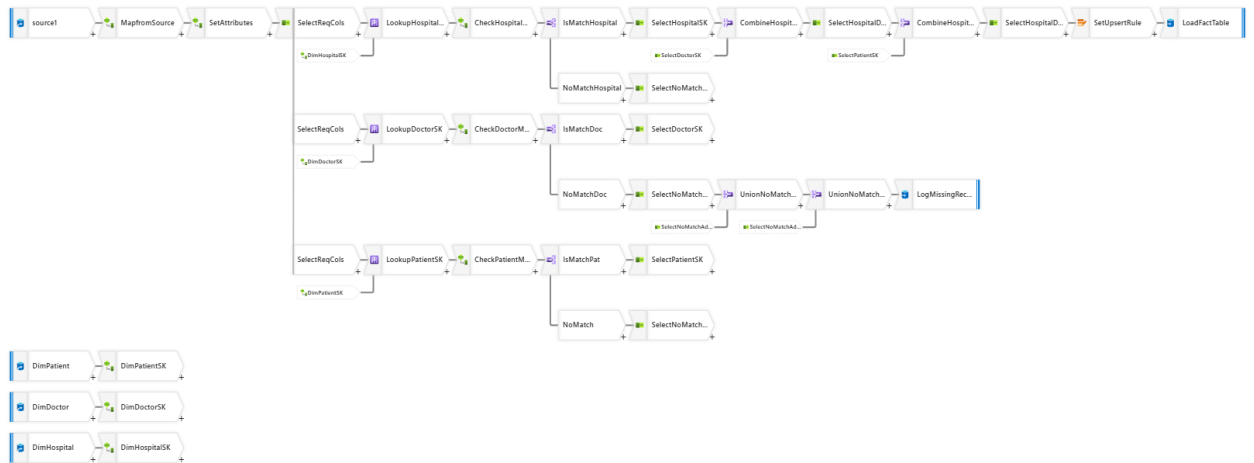 source1 MapfromSource SetAttributes SelectReqCols LookupHospital... CheckHospital... IsMatchHospital SelectHospitalSK CombineHospit... SelectHospitalD... CombineHospit... SelectHospitalD... SetUpsertRule LoadFactTable
DimHospitalSK SelectDoctorSK SelectPatientSK
NoMatchHospital SelectNoMatch...
SelectReqCols LookupDoctorSK CheckDoctorM... IsMatchDoc SelectDoctorSK
DimDoctorSK
NoMatchDoc SelectNoMatch... UnionNoMatch... UnionNoMatch... LogMissingRec...
SelectNoMatchAd... SelectNoMatchAd...
SelectReqCols LookupPatientSK CheckPatientM... IsMatchPat SelectPatientSK
DimPatientSK
NoMatch SelectNoMatch...
DimPatient DimPatientSK
DimDoctor DimDoctorSK
DimHospital DimHospitalSK